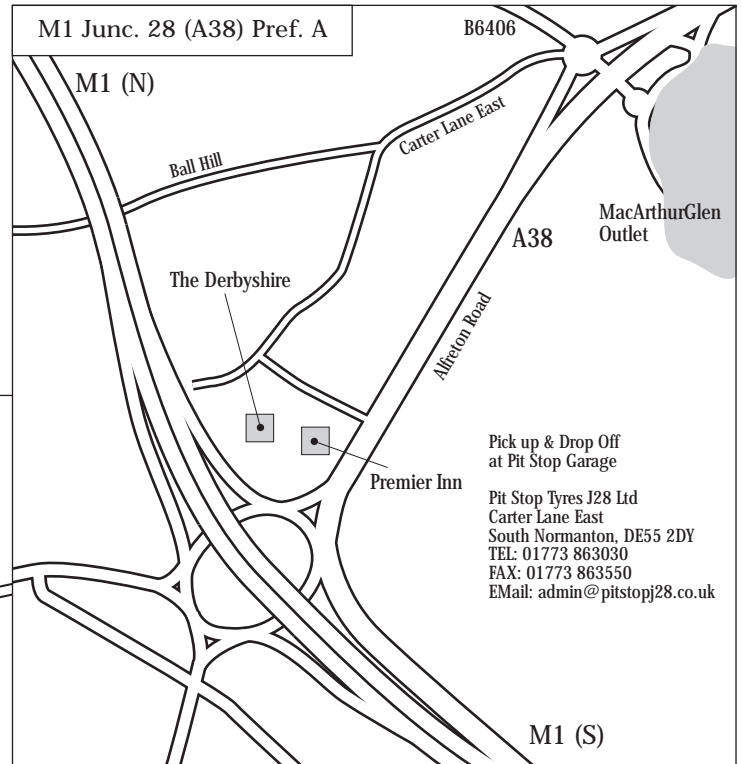 M1 Junc. 28 (A38) Pref. A
B6406
M1 (N)
Carter Lane East
Ball Hill
MacArthurGlen
Outlet
A38
The Derbyshire
Alfreton Road
Premier Inn
Pick up & Drop Off
at Pit Stop Garage
Pit Stop Tyres J28 Ltd
Carter Lane East
South Normanton, DE55 2DY
TEL: 01773 863030
FAX: 01773 863550
EMail: admin@pitstopj28.co.uk
M1 (S)